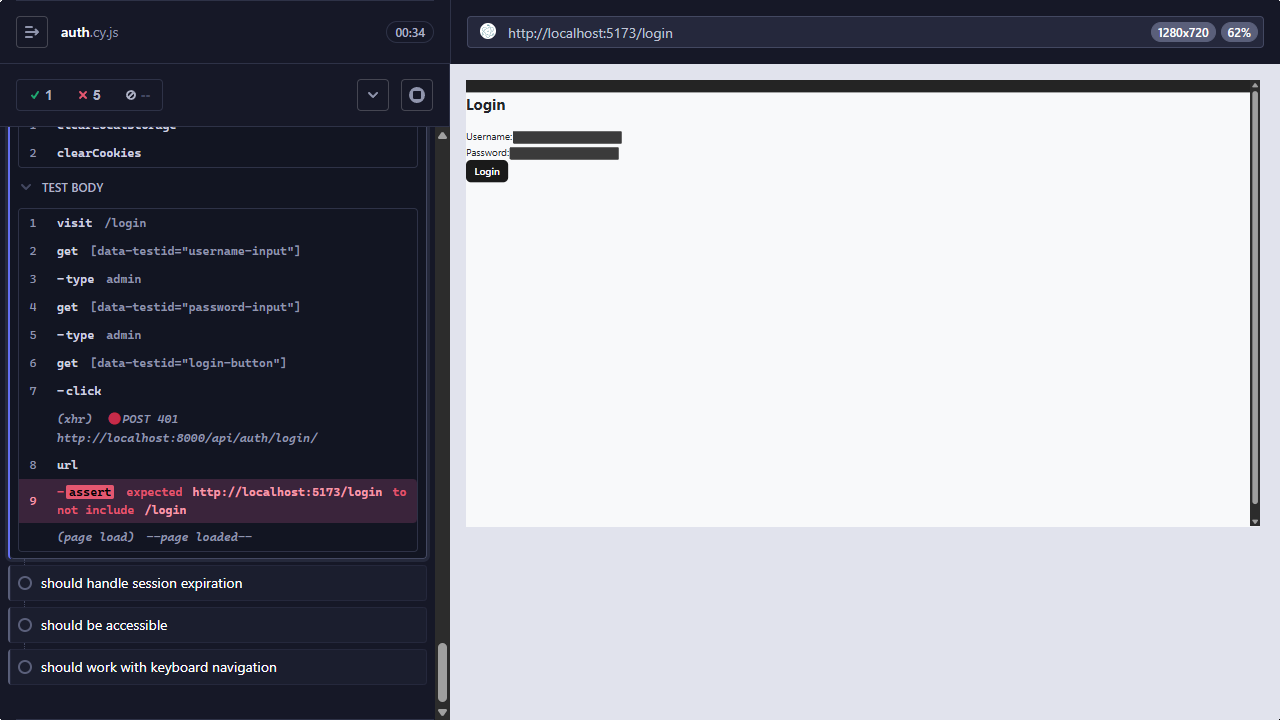 auth.cy.js
00:34
1 5 --
1 clearLocalStorage
2 clearCookies
TEST BODY
1 visit /login
2 get [data-testid="username-input"]
3 -type admin
4 get [data-testid="password-input"]
5 -type admin
6 get [data-testid="login-button"]
7 -click
(xhr) POST 401
http://localhost:8000/api/auth/login/
8 url
9 -assert expected http://localhost:5173/login to
not include /login
(page load) --page loaded--
should handle session expiration
should be accessible
should work with keyboard navigation
http://localhost:5173/login
1280x720 62%
Login
Username:
Password:
Login